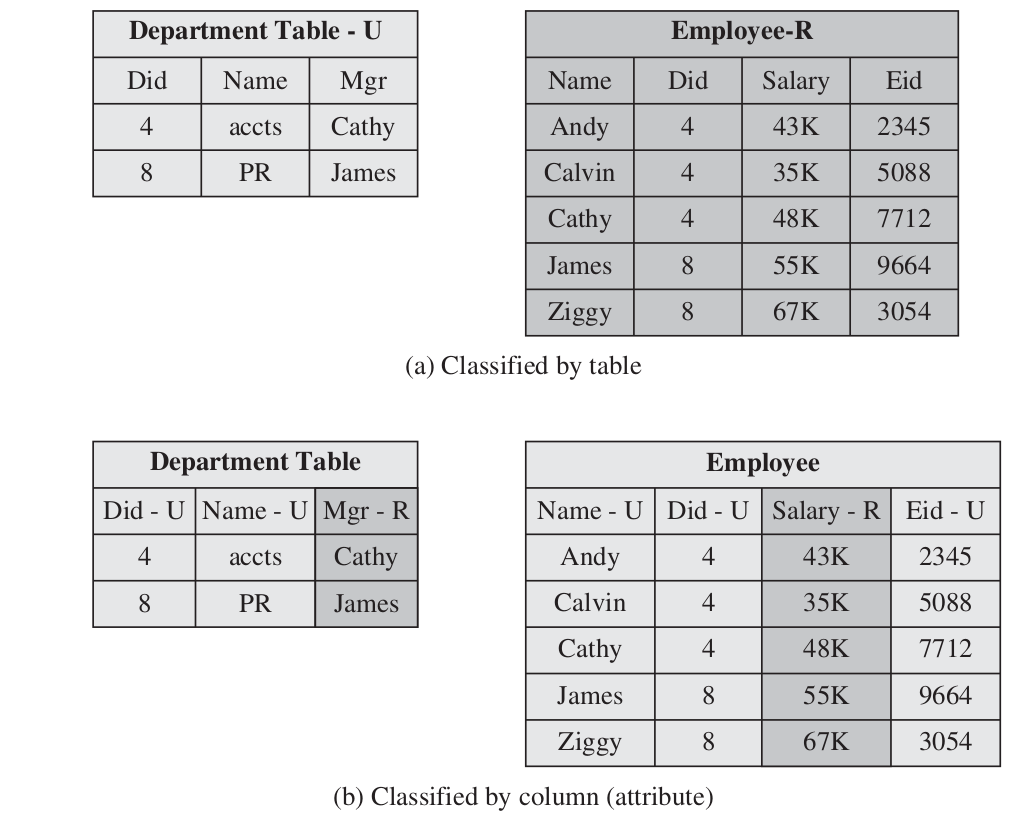 Department Table - U
Did Name Mgr
4 accts Cathy
8 PR James
Employee-R
Name Did Salary Eid
Andy 4 43K 2345
Calvin 4 35K 5088
Cathy 4 48K 7712
James 8 55K 9664
Ziggy 8 67K 3054
(a) Classified by table
Department Table
Did - U Name - U Mgr - R
4 accts Cathy
8 PR James
Employee
Name - U Did - U Salary - R Eid - U
Andy 4 43K 2345
Calvin 4 35K 5088
Cathy 4 48K 7712
James 8 55K 9664
Ziggy 8 67K 3054
(b) Classified by column (attribute)